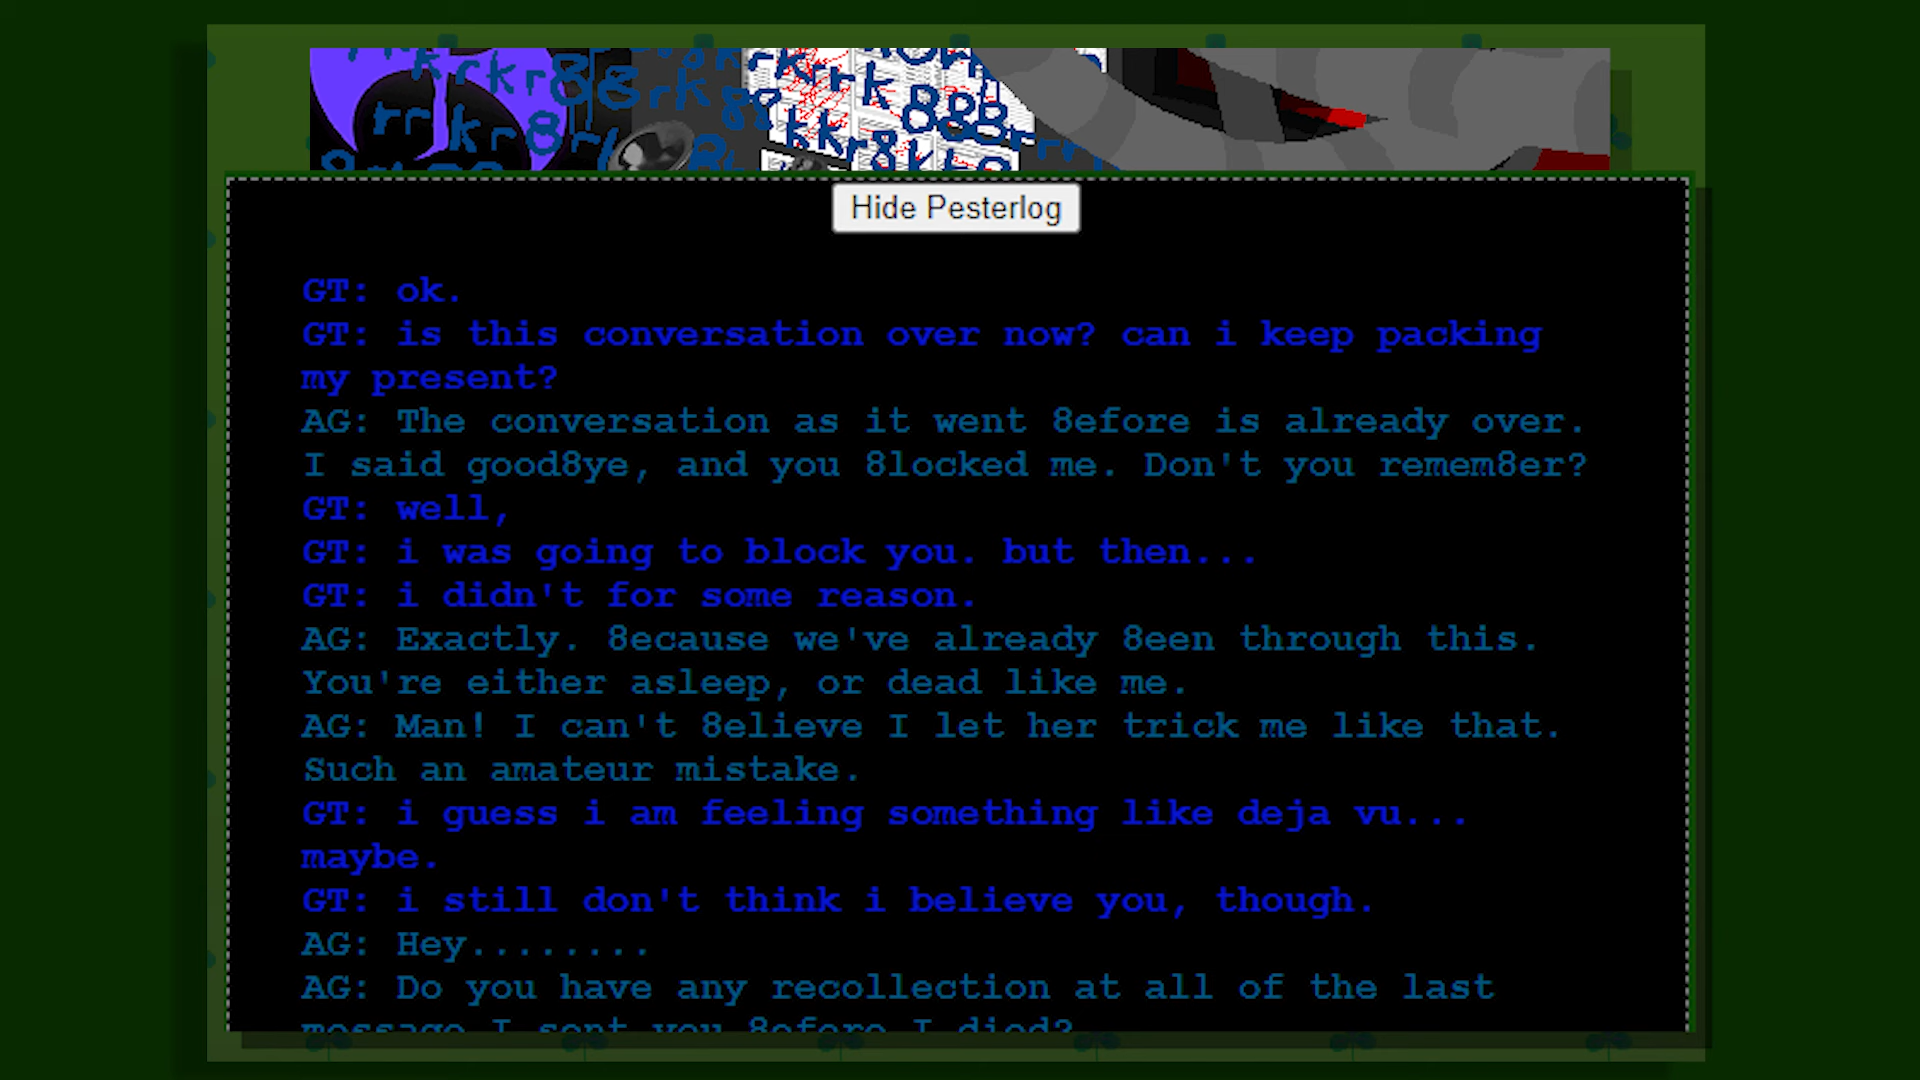 Hide Pesterlog
GT: ok.
GT: is this conversation over now? can i keep packing
my present?
AG: The conversation as it went 8efore is already over.
I said good8ye, and you 8locked me. Don't you remem8er?
GT: well,
GT: i was going to block you. but then...
GT: i didn't for some reason.
AG: Exactly. 8ecause we've already 8een through this.
You're either asleep, or dead like me.
AG: Man! I can't 8elieve I let her trick me like that.
Such an amateur mistake.
GT: i guess i am feeling something like deja vu...
maybe.
GT: i still don't think i believe you, though.
AG: Hey........
AG: Do you have any recollection at all of the last
message I sent you 8efore I died?